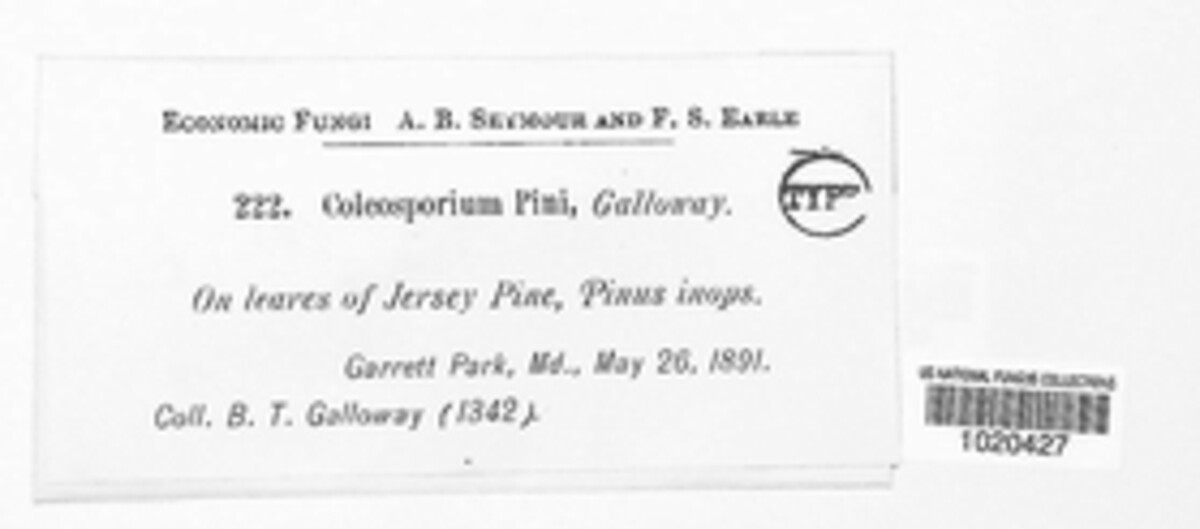 Economic Fungi A. B. Seymour and F. S. Earle
TYPE
222. Coleosporium Pini, Galloway.
On leaves of Jersey Pine, Pinus inops.
Garrett Park, Md., May 26, 1891.
Coll. B. T. Galloway (1342).
US NATIONAL FUNGUS COLLECTIONS
1020427